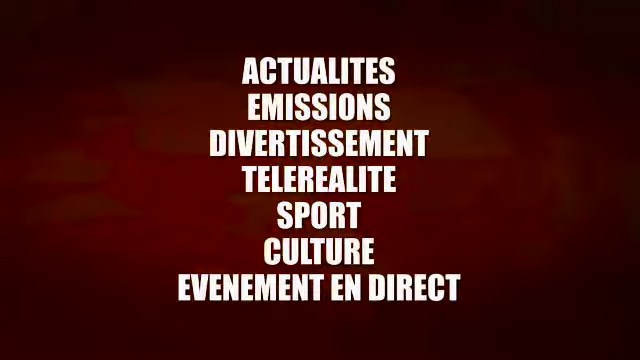 ACTUALITES
EMISSIONS
DIVERTISSEMENT
TELEREALITE
SPORT
CULTURE
EVENEMENT EN DIRECT